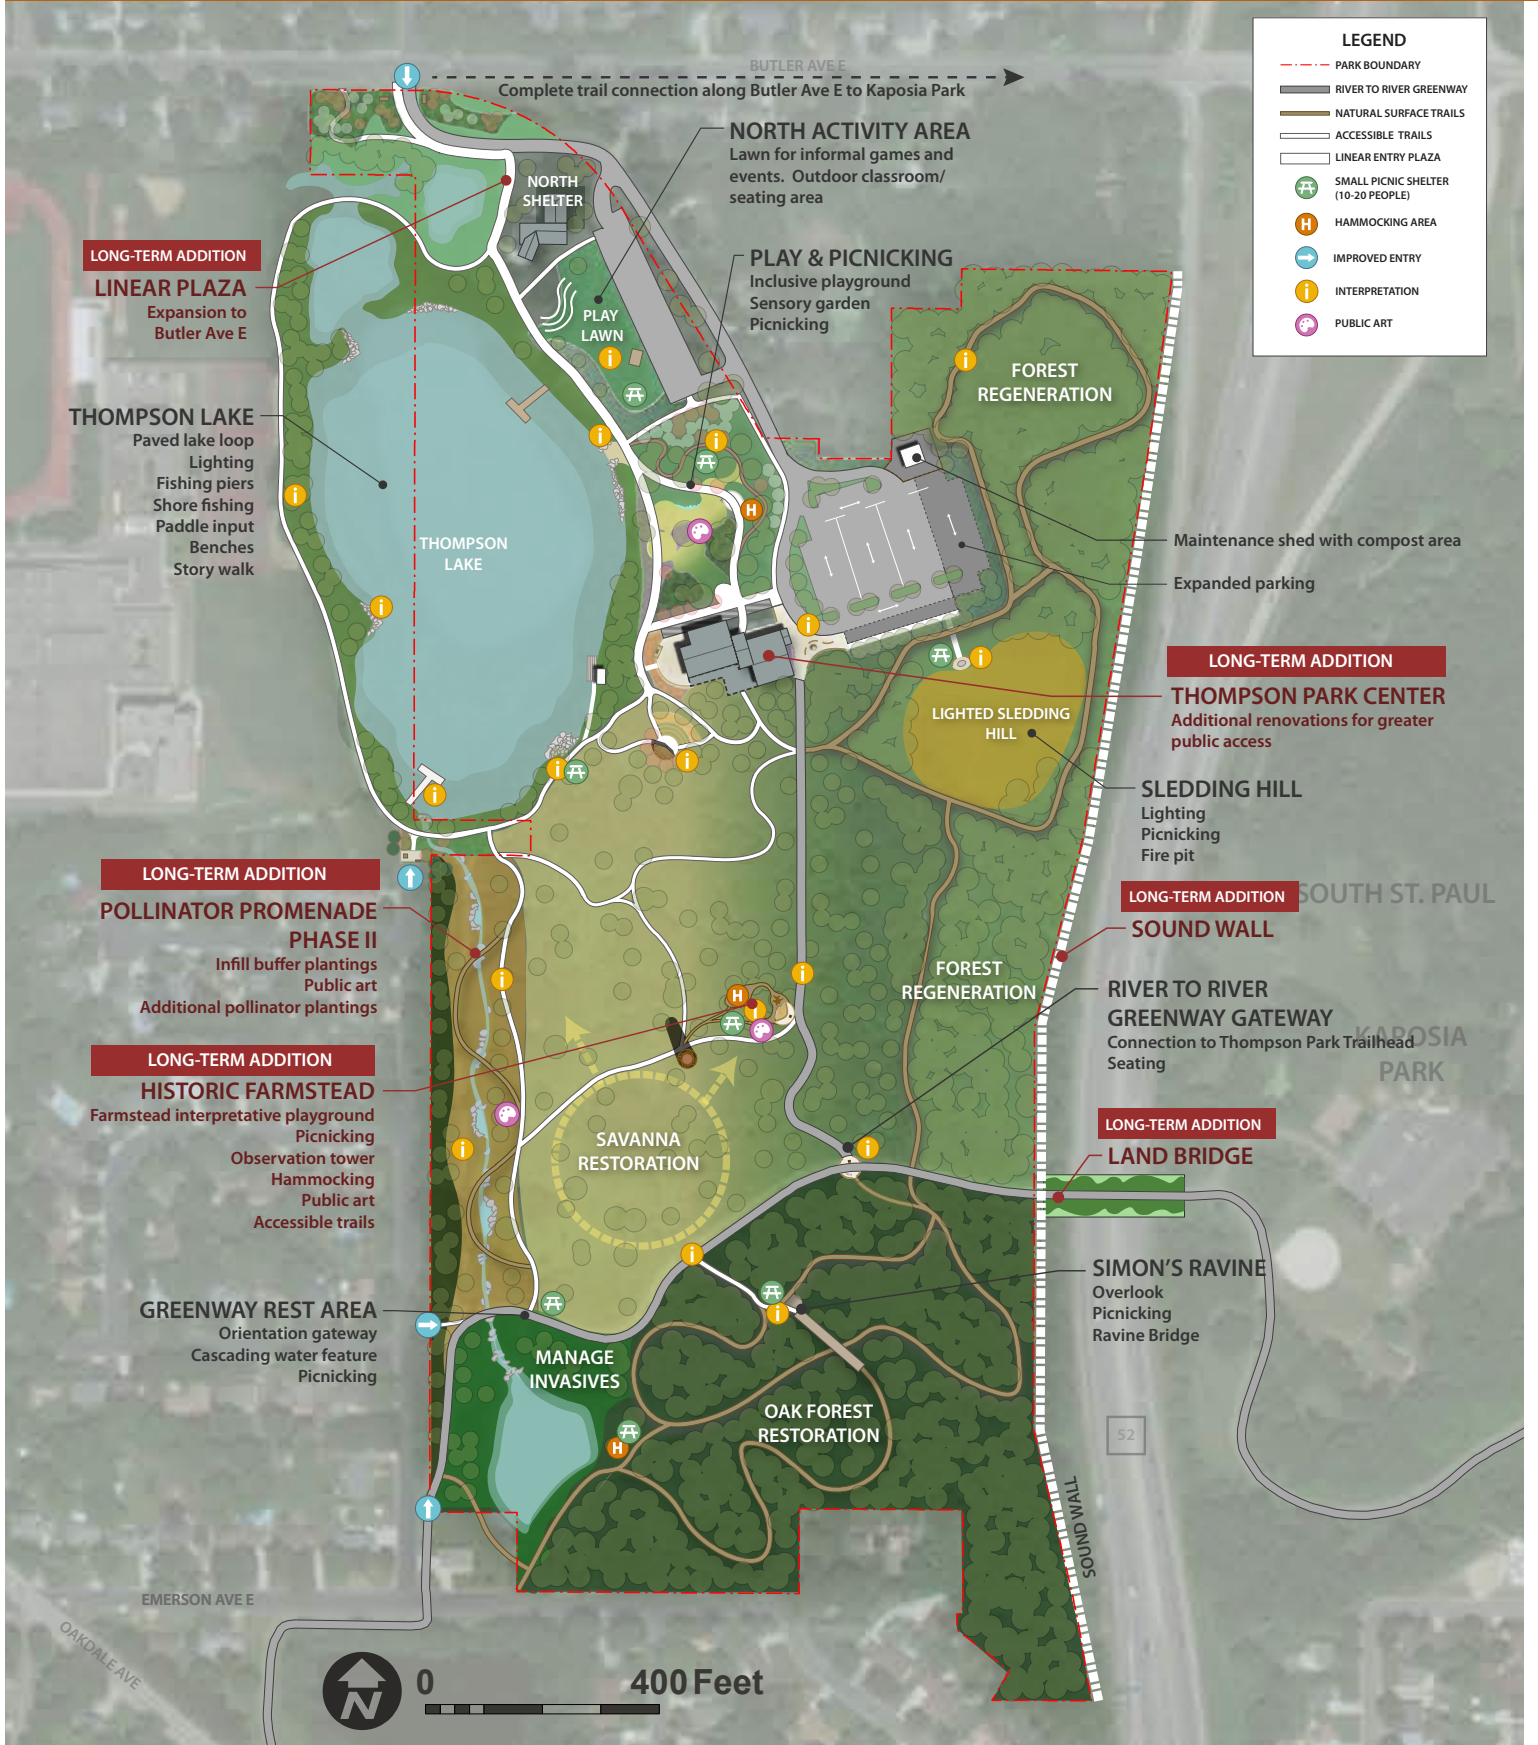 BUTLER AVE E
Complete trail connection along Butler Ave E to Kaposia Park
LEGEND
PARK BOUNDARY
RIVER TO RIVER GREENWAY
NATURAL SURFACE TRAILS
ACCESSIBLE TRAILS
LINEAR ENTRY PLAZA
SMALL PICNIC SHELTER
(10-20 PEOPLE)
H
HAMMOCKING AREA
IMPROVED ENTRY
i
INTERPRETATION
PUBLIC ART
NORTH ACTIVITY AREA
Lawn for informal games and
events. Outdoor classroom/
seating area
NORTH
SHELTER
PLAY & PICNICKING
Inclusive playground
Sensory garden
Picnicking
LONG-TERM ADDITION
LINEAR PLAZA
Expansion to
Butler Ave E
PLAY
LAWN
FOREST
REGENERATION
THOMPSON LAKE
Paved lake loop
Lighting
Fishing piers
Shore fishing
Paddle input
Benches
Story walk
THOMPSON
LAKE
Maintenance shed with compost area
Expanded parking
LONG-TERM ADDITION
THOMPSON PARK CENTER
Additional renovations for greater
public access
LIGHTED SLEDDING
HILL
SLEDDING HILL
Lighting
Picnicking
Fire pit
LONG-TERM ADDITION
POLLINATOR PROMENADE
PHASE II
Infill buffer plantings
Public art
Additional pollinator plantings
LONG-TERM ADDITION
SOUND WALL
SOUTH ST. PAUL
FOREST
REGENERATION
RIVER TO RIVER
GREENWAY GATEWAY
Connection to Thompson Park Trailhead
Seating
KAPOSIA
PARK
LONG-TERM ADDITION
HISTORIC FARMSTEAD
Farmstead interpretative playground
Picnicking
Observation tower
Hammocking
Public art
Accessible trails
SAVANNA
RESTORATION
LONG-TERM ADDITION
LAND BRIDGE
SIMON'S RAVINE
Overlook
Picnicking
Ravine Bridge
GREENWAY REST AREA
Orientation gateway
Cascading water feature
Picnicking
MANAGE
INVASIVES
OAK FOREST
RESTORATION
52
SOUND WALL
EMERSON AVE E
OAKDALE AVE
N
0
400 Feet